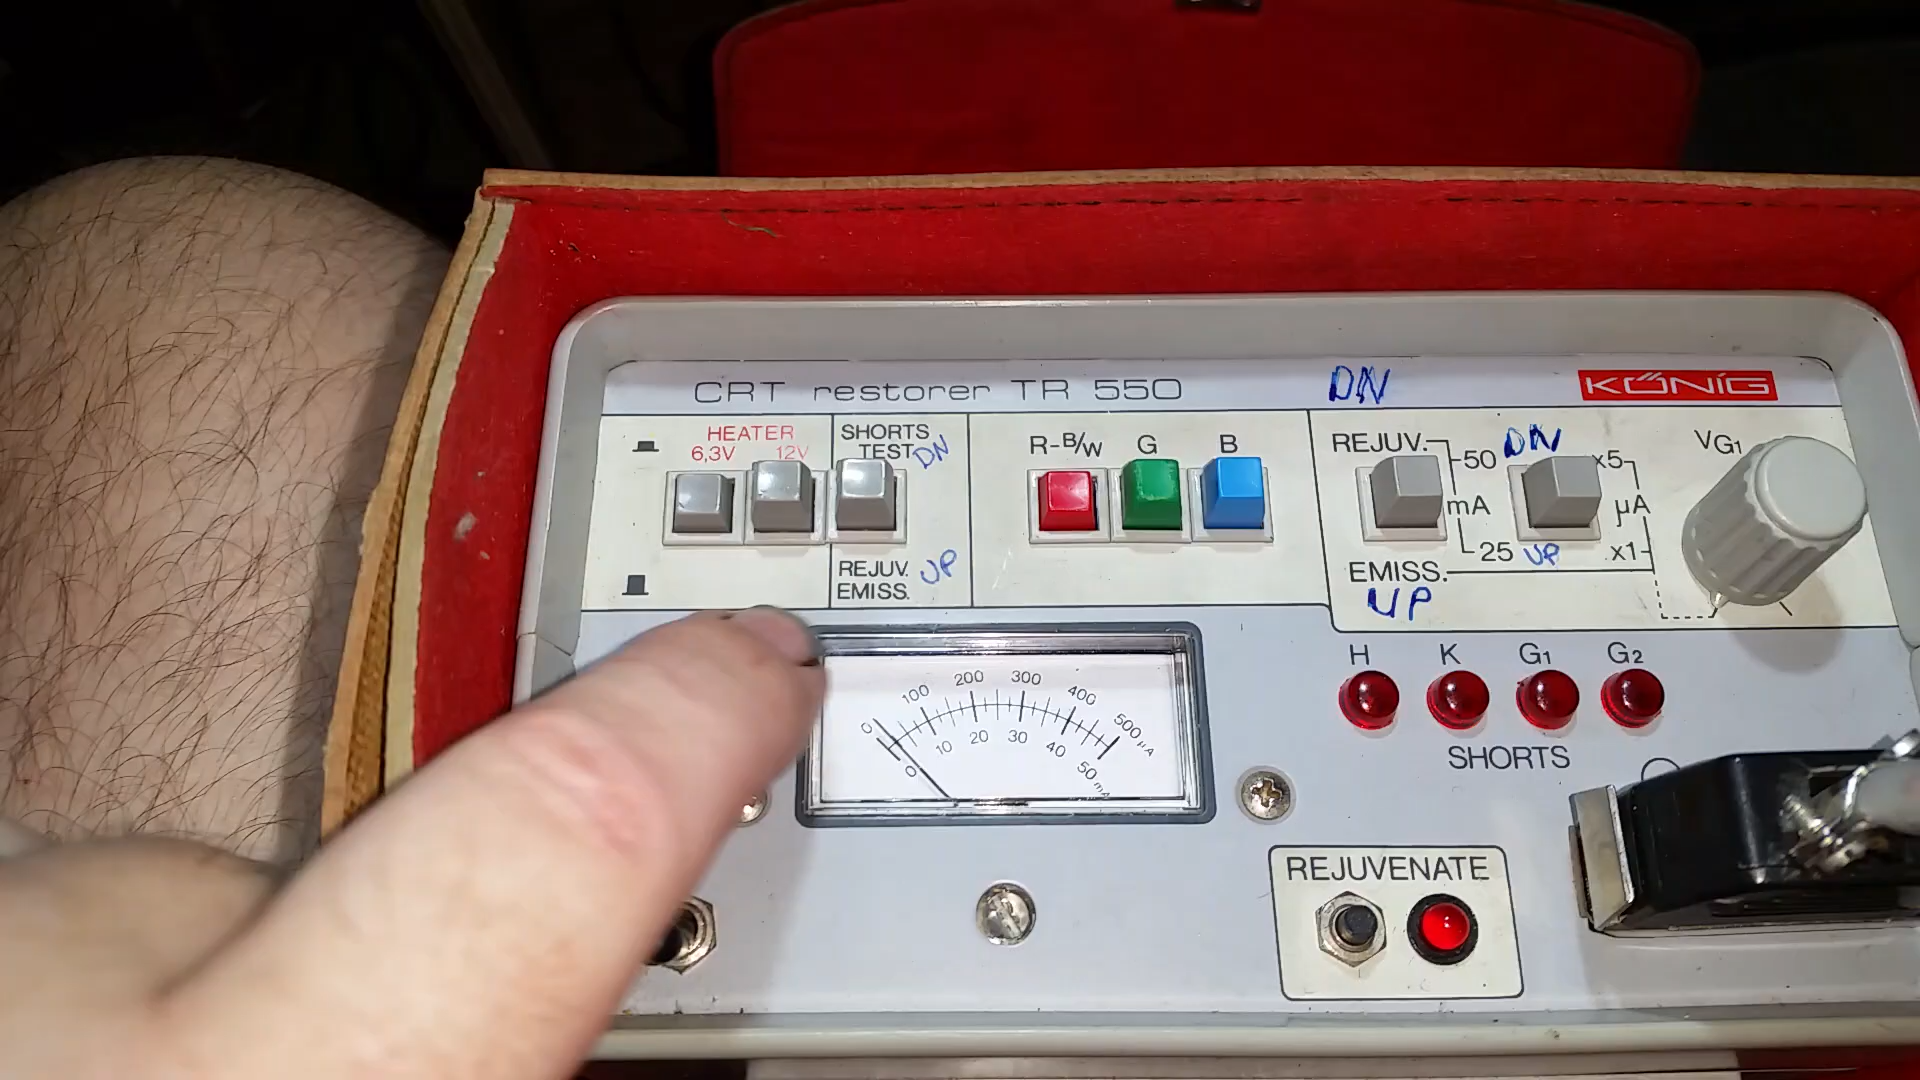 CRT restorer TR 550
DN
KÖNIG
HEATER
6,3V 12V
SHORTS
TEST DN
REJUV. UP
EMISS.
R-B/W G B
REJUV. 50 DN x5
mA µA
25 UP x1
EMISS.
UP
VG1
0 100 200 300 400 500 µA
0 10 20 30 40 50 mA
H K G1 G2
SHORTS
REJUVENATE